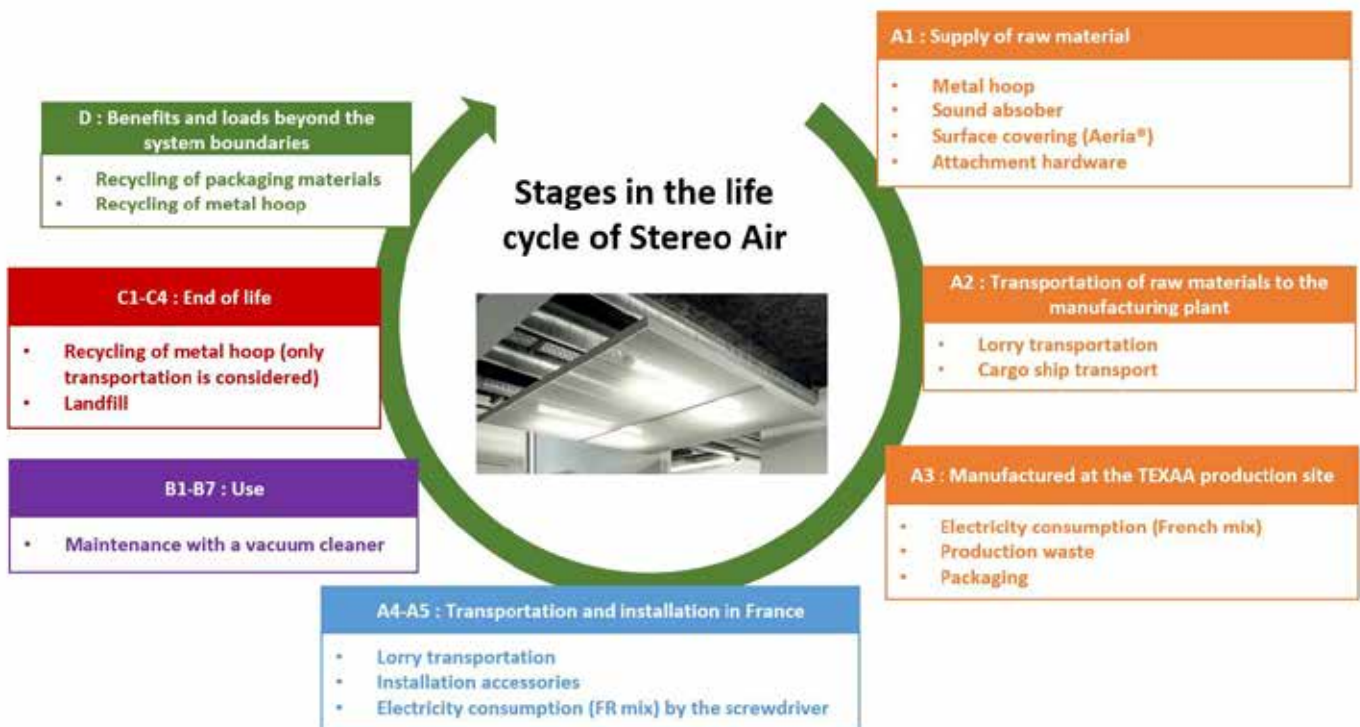 A1 : Supply of raw material
• Metal hoop
• Sound absober
• Surface covering (Aeria®)
• Attachment hardware
D : Benefits and loads beyond the
system boundaries
• Recycling of packaging materials
• Recycling of metal hoop
Stages in the life
cycle of Stereo Air
C1-C4 : End of life
• Recycling of metal hoop (only
transportation is considered)
• Landfill
A2 : Transportation of raw materials to the
manufacturing plant
• Lorry transportation
• Cargo ship transport
B1-B7 : Use
• Maintenance with a vacuum cleaner
A3 : Manufactured at the TEXAA production site
• Electricity consumption (French mix)
• Production waste
• Packaging
A4-A5 : Transportation and installation in France
• Lorry transportation
• Installation accessories
• Electricity consumption (FR mix) by the screwdriver